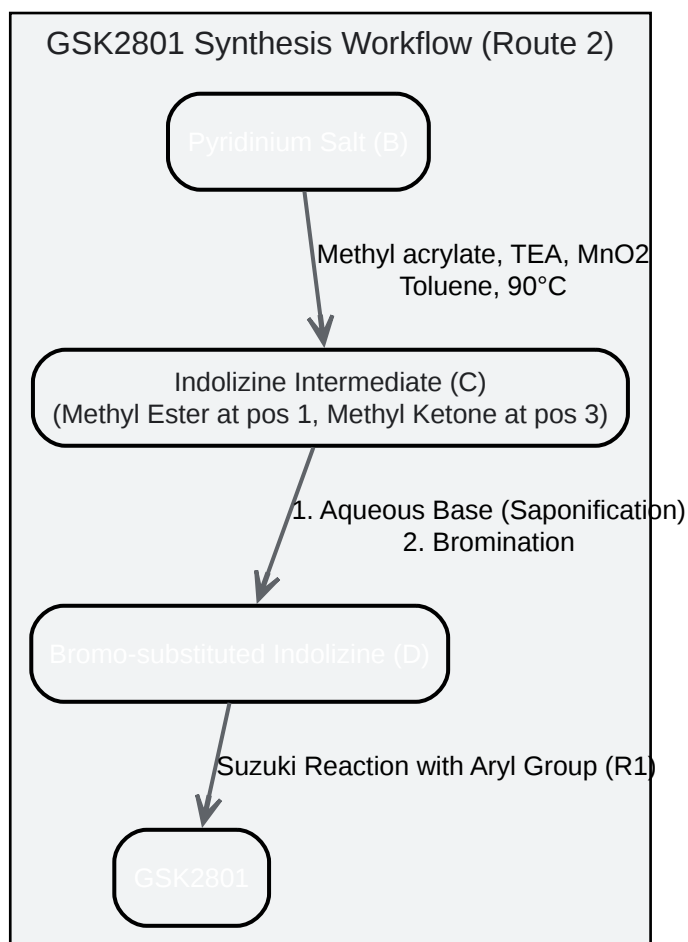 GSK2801 Synthesis Workflow (Route 2)
Pyridinium Salt (B)
Methyl acrylate, TEA, MnO2
Toluene, 90°C
Indolizine Intermediate (C)
(Methyl Ester at pos 1, Methyl Ketone at pos 3)
1. Aqueous Base (Saponification)
2. Bromination
Bromo-substituted Indolizine (D)
Suzuki Reaction with Aryl Group (R1)
GSK2801